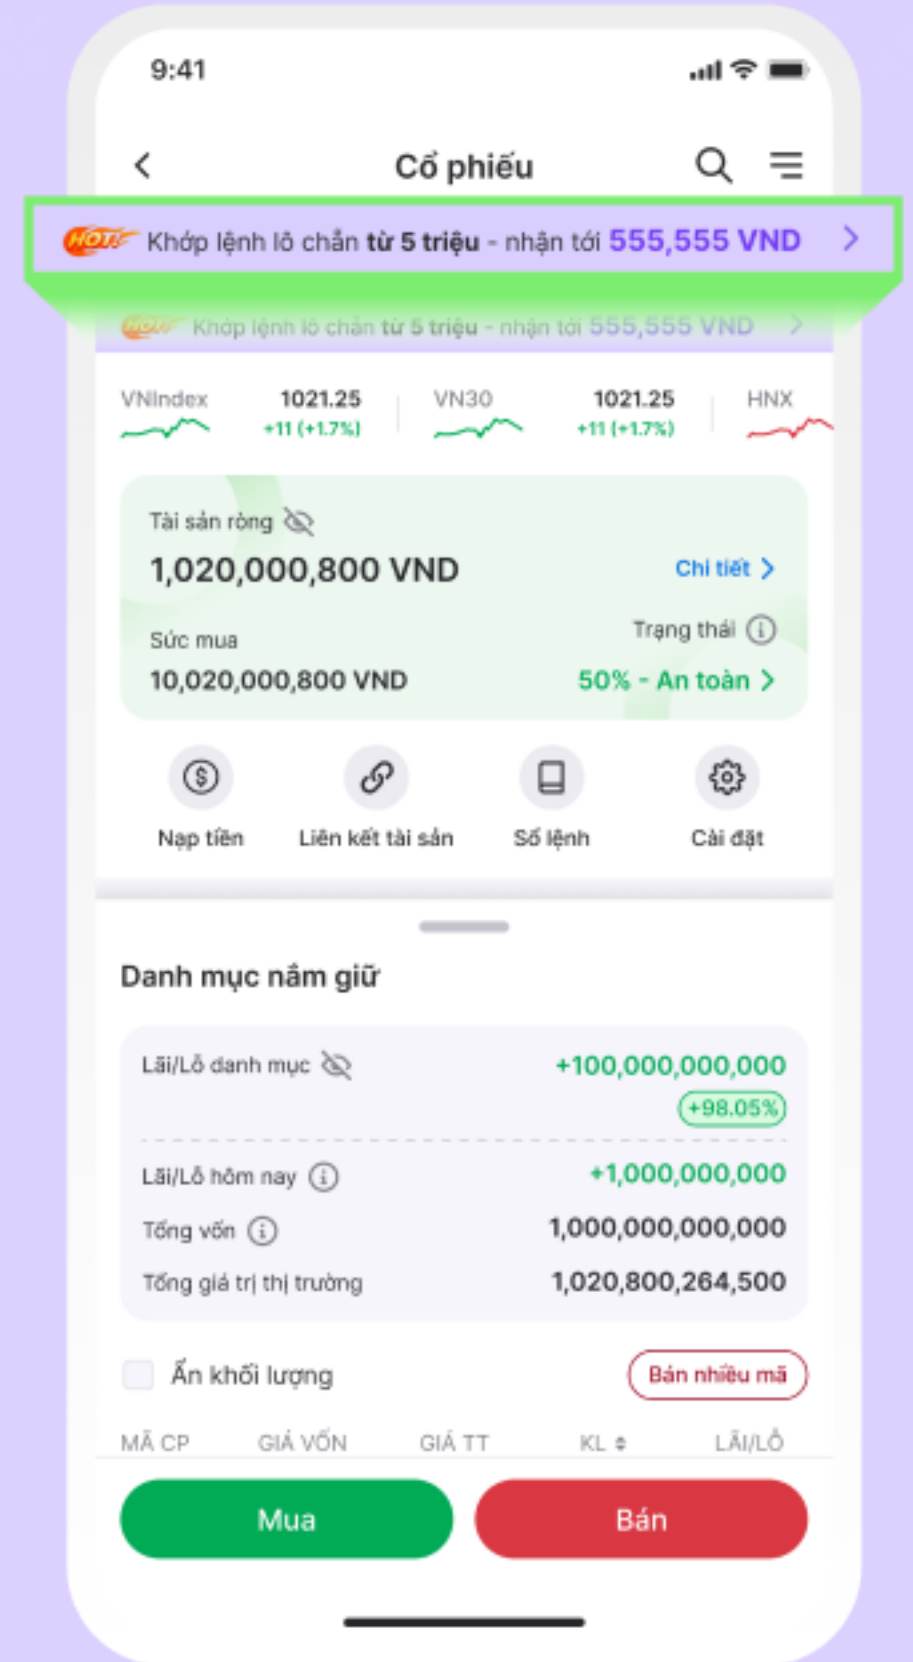 9:41
Cổ phiếu
HOT! Khớp lệnh lô chẵn từ 5 triệu - nhận tới 555,555 VND
HOT! Khớp lệnh lô chẵn từ 5 triệu - nhận tới 555,555 VND
VNIndex 1021.25 VN30 1021.25 HNX
+11 (+1.7%) +11 (+1.7%)
Tài sản ròng
1,020,000,800 VND Chi tiết
Sức mua Trạng thái
10,020,000,800 VND 50% - An toàn
Nạp tiền Liên kết tài sản Sổ lệnh Cài đặt
Danh mục nắm giữ
Lãi/Lỗ danh mục +100,000,000,000
+98.05%
Lãi/Lỗ hôm nay +1,000,000,000
Tổng vốn 1,000,000,000,000
Tổng giá trị thị trường 1,020,800,264,500
Ẩn khối lượng Bán nhiều mã
MÃ CP GIÁ VỐN GIÁ TT KL LÃI/LỖ
Mua Bán